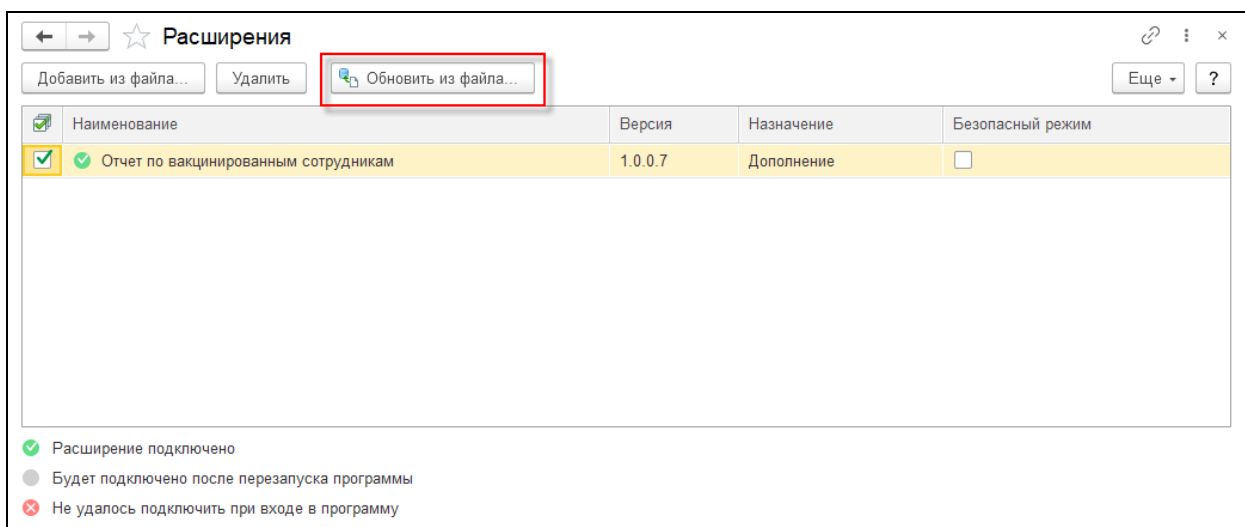 Расширения
Добавить из файла... Удалить Обновить из файла... Еще ?
Наименование Версия Назначение Безопасный режим
Отчет по вакцинированным сотрудникам 1.0.0.7 Дополнение
Расширение подключено
Будет подключено после перезапуска программы
Не удалось подключить при входе в программу